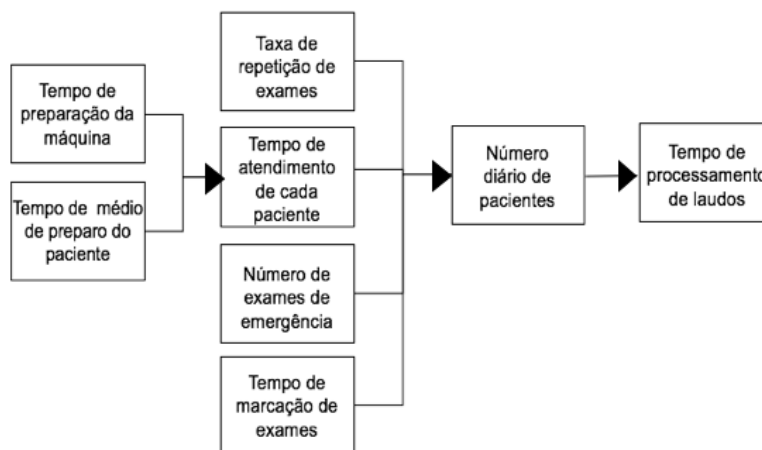 Tempo de
preparação da
máquina
Tempo de  médio
de preparo do
paciente
Taxa de
repetição de
exames
Tempo de
atendimento
de cada
paciente
Número de
exames de
emergência
Tempo de
marcação de
exames
Número
diário de
pacientes
Tempo de
processamento
de laudos